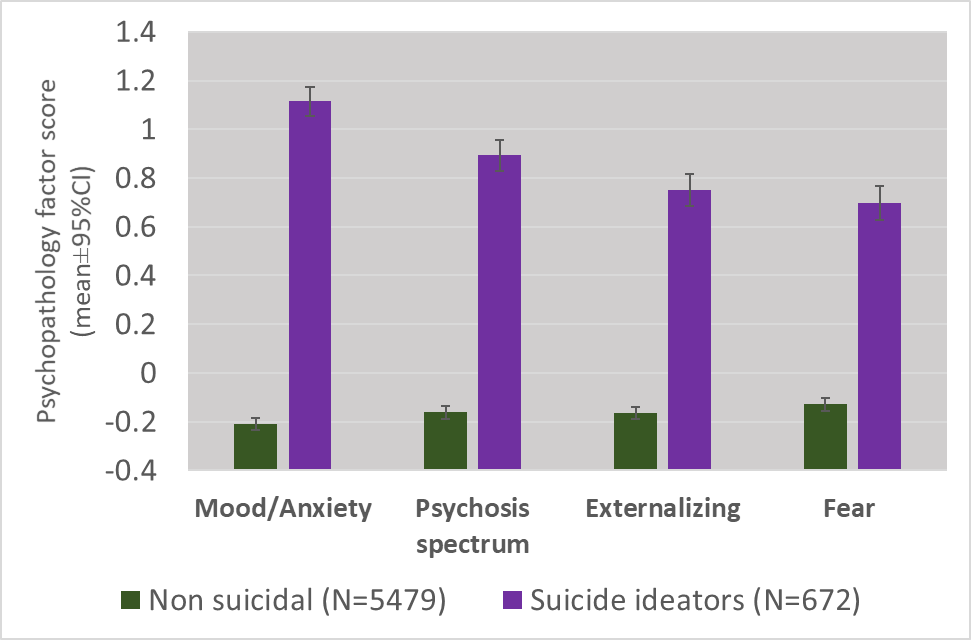 Psychopathology factor score
(mean±95%CI)
1.4
1.2
1
0.8
0.6
0.4
0.2
0
-0.2
-0.4
Mood/Anxiety
Psychosis
spectrum
Externalizing
Fear
Non suicidal (N=5479)
Suicide ideators (N=672)